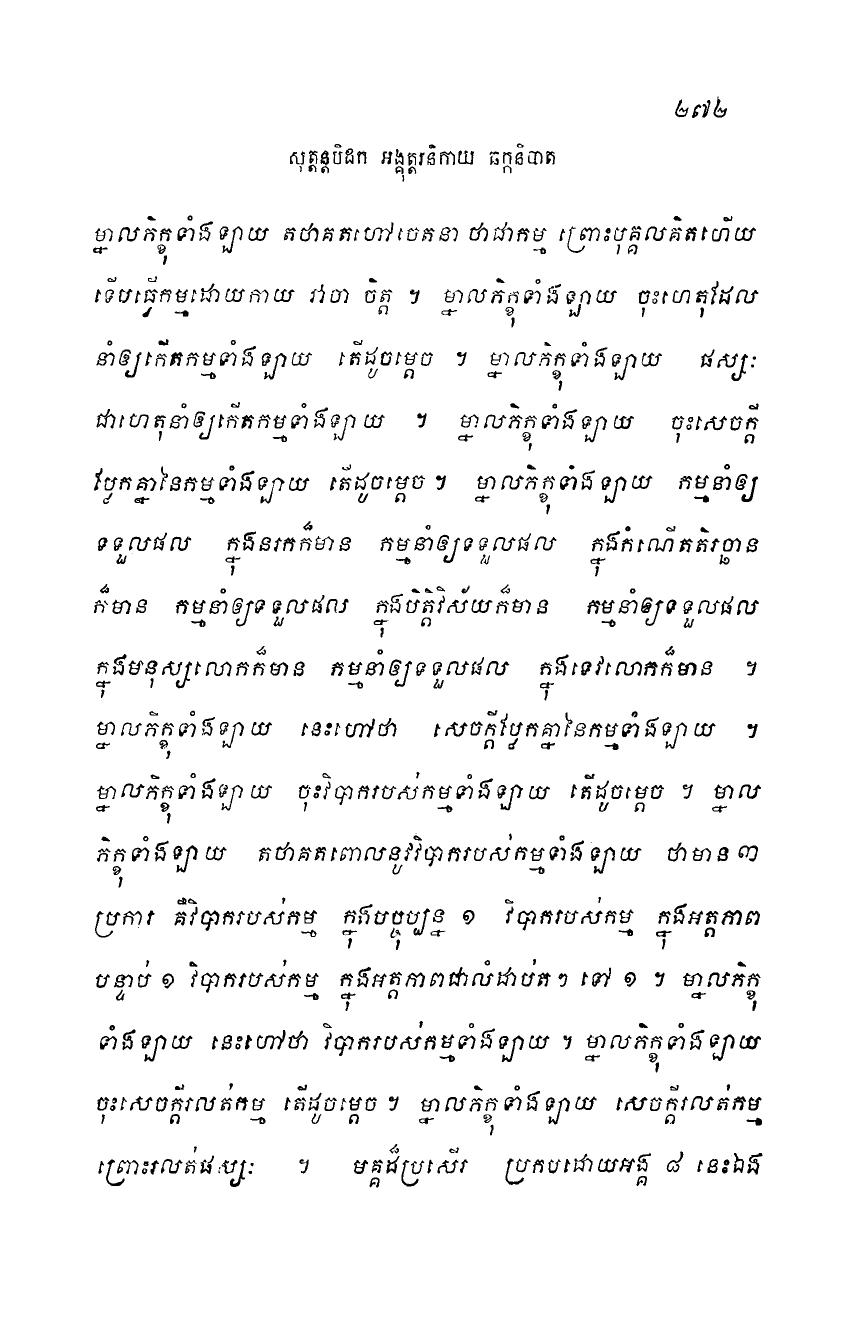 ២៧២
សុត្តន្តបិដក អង្គុត្តរនិកាយ ឆក្កនិបាត
ម្នាលភិក្ខុទាំងឡាយ តថាគតហៅចេតនា ថាជាកម្ម ព្រោះបុគ្គលគិតហើយ
ទើបធ្វើកម្មដោយកាយ វាចា ចិត្ត ។ ម្នាលភិក្ខុទាំងឡាយ ចុះហេតុដែល
នាំឲ្យកើតកម្មទាំងឡាយ តើដូចម្តេច ។ ម្នាលភិក្ខុទាំងឡាយ ផស្សៈ
ជាហេតុនាំឲ្យកើតកម្មទាំងឡាយ ។ ម្នាលភិក្ខុទាំងឡាយ ចុះសេចក្តី
ប្លែកគ្នានៃកម្មទាំងឡាយ តើដូចម្តេច ។ ម្នាលភិក្ខុទាំងឡាយ កម្មនាំឲ្យ
ទទួលផល ក្នុងនរកក៏មាន កម្មនាំឲ្យទទួលផល ក្នុងកំណើតតិរច្ឆាន
ក៏មាន កម្មនាំឲ្យទទួលផល ក្នុងបិត្តិវិស័យក៏មាន កម្មនាំឲ្យទទួលផល
ក្នុងមនុស្សលោកក៏មាន កម្មនាំឲ្យទទួលផល ក្នុងទេវលោកក៏មាន ។
ម្នាលភិក្ខុទាំងឡាយ នេះហៅថា សេចក្តីប្លែកគ្នានៃកម្មទាំងឡាយ ។
ម្នាលភិក្ខុទាំងឡាយ ចុះវិបាករបស់កម្មទាំងឡាយ តើដូចម្តេច ។ ម្នាល
ភិក្ខុទាំងឡាយ តថាគតពោលនូវវិបាករបស់កម្មទាំងឡាយ ថាមាន ៣
ប្រការ គឺវិបាករបស់កម្ម ក្នុងបច្ចុប្បន្ន ១ វិបាករបស់កម្ម ក្នុងអត្តភាព
បន្ទាប់ ១ វិបាករបស់កម្ម ក្នុងអត្តភាពជាលំដាប់តៗ ទៅ ១ ។ ម្នាលភិក្ខុ
ទាំងឡាយ នេះហៅថា វិបាករបស់កម្មទាំងឡាយ ។ ម្នាលភិក្ខុទាំងឡាយ
ចុះសេចក្តីរលត់កម្ម តើដូចម្តេច ។ ម្នាលភិក្ខុទាំងឡាយ សេចក្តីរលត់កម្ម
ព្រោះរលត់ផស្សៈ ។ មគ្គដ៏ប្រសើរ ប្រកបដោយអង្គ ៨ នេះឯង